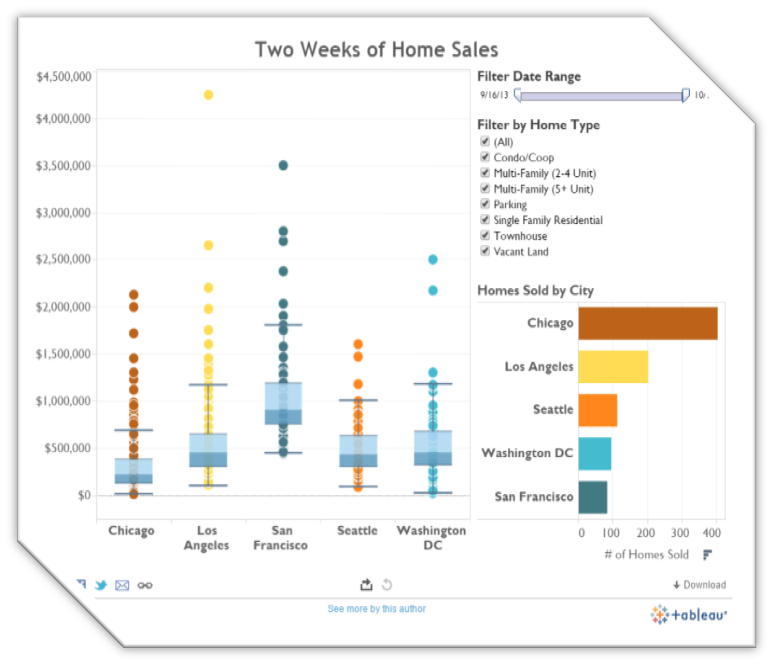 Two Weeks of Home Sales
$4,500,000
$4,000,000
$3,500,000
$3,000,000
$2,500,000
$2,000,000
$1,500,000
$1,000,000
$500,000
$0
Chicago
Los Angeles
San Francisco
Seattle
Washington DC
Filter Date Range
9/16/13 10/.
Filter by Home Type
(All)
Condo/Coop
Multi-Family (2-4 Unit)
Multi-Family (5+ Unit)
Parking
Single Family Residential
Townhouse
Vacant Land
Homes Sold by City
Chicago
Los Angeles
Seattle
Washington DC
San Francisco
0 100 200 300 400
# of Homes Sold
Download
See more by this author
+ableau